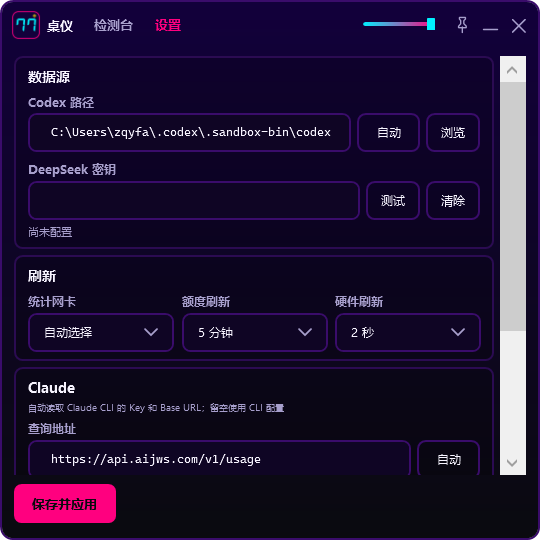 桌仪 检测台 设置
数据源
Codex 路径
C:\Users\zqyfa\.codex\.sandbox-bin\codex 自动 浏览
DeepSeek 密钥
测试 清除
尚未配置
刷新
统计网卡 额度刷新 硬件刷新
自动选择 5 分钟 2 秒
Claude
自动读取 Claude CLI 的 Key 和 Base URL；留空使用 CLI 配置
查询地址
https://api.aijws.com/v1/usage 自动
保存并应用